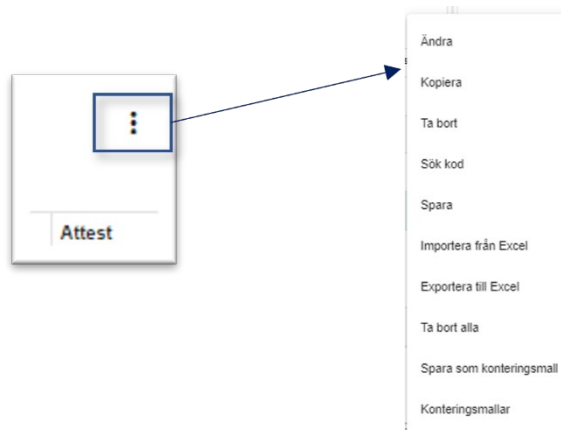 Attest
Ändra
Kopiera
Ta bort
Sök kod
Spara
Importera från Excel
Exportera till Excel
Ta bort alla
Spara som konteringsmall
Konteringsmallar